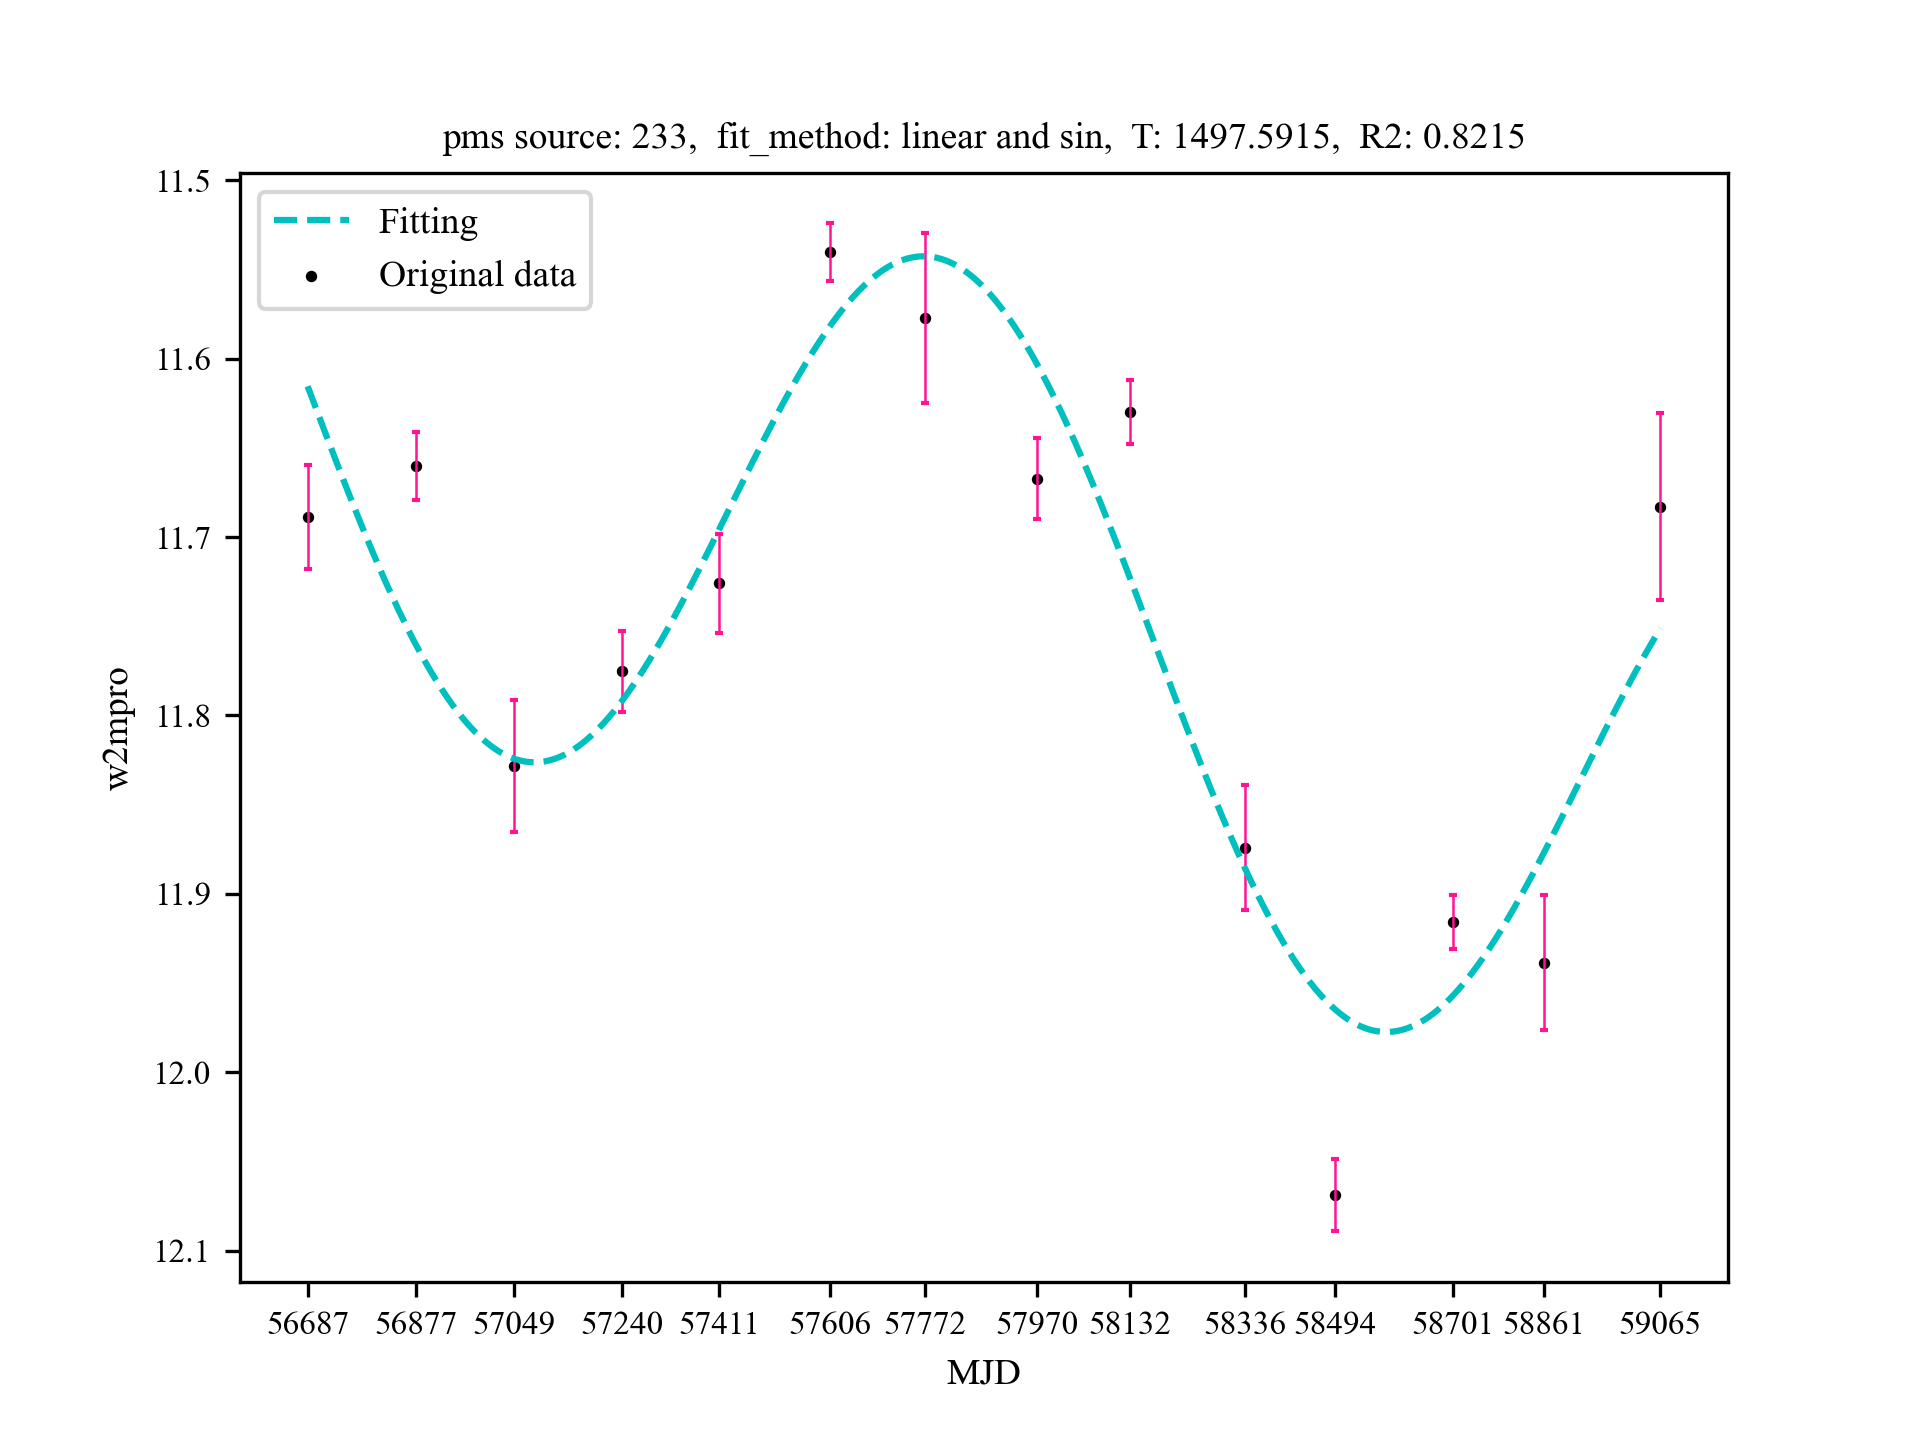 pms source: 233,  fit_method: linear and sin,  T: 1497.5915,  R2: 0.8215
Fitting
Original data
11.5
11.6
11.7
11.8
11.9
12.0
12.1
w2mpro
56687 56877 57049 57240 57411 57606 57772 57970 58132 58336 58494 58701 58861 59065
MJD